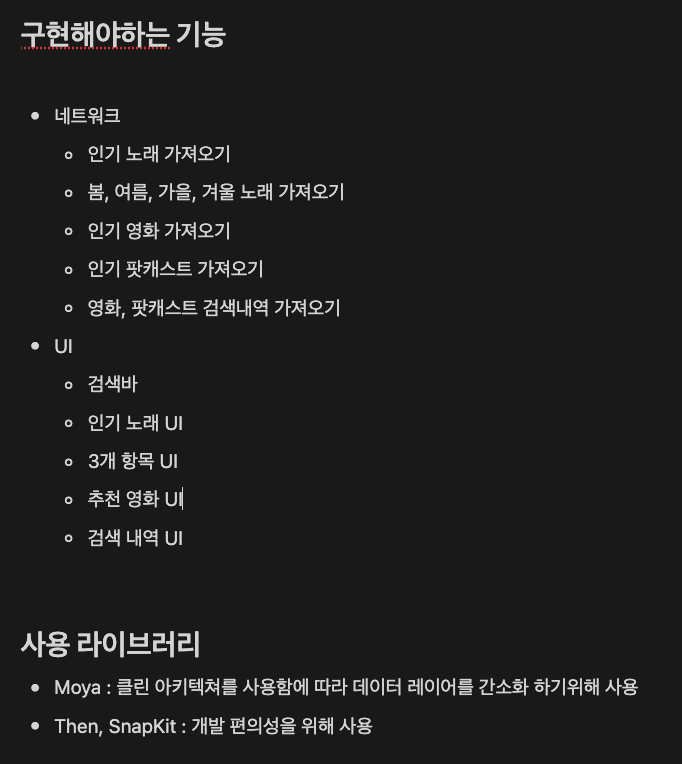 구현해야하는 기능
네트워크
인기 노래 가져오기
봄, 여름, 가을, 겨울 노래 가져오기
인기 영화 가져오기
인기 팟캐스트 가져오기
영화, 팟캐스트 검색내역 가져오기
UI
검색바
인기 노래 UI
3개 항목 UI
추천 영화 UI
검색 내역 UI
사용 라이브러리
Moya : 클린 아키텍쳐를 사용함에 따라 데이터 레이어를 간소화 하기위해 사용
Then, SnapKit : 개발 편의성을 위해 사용